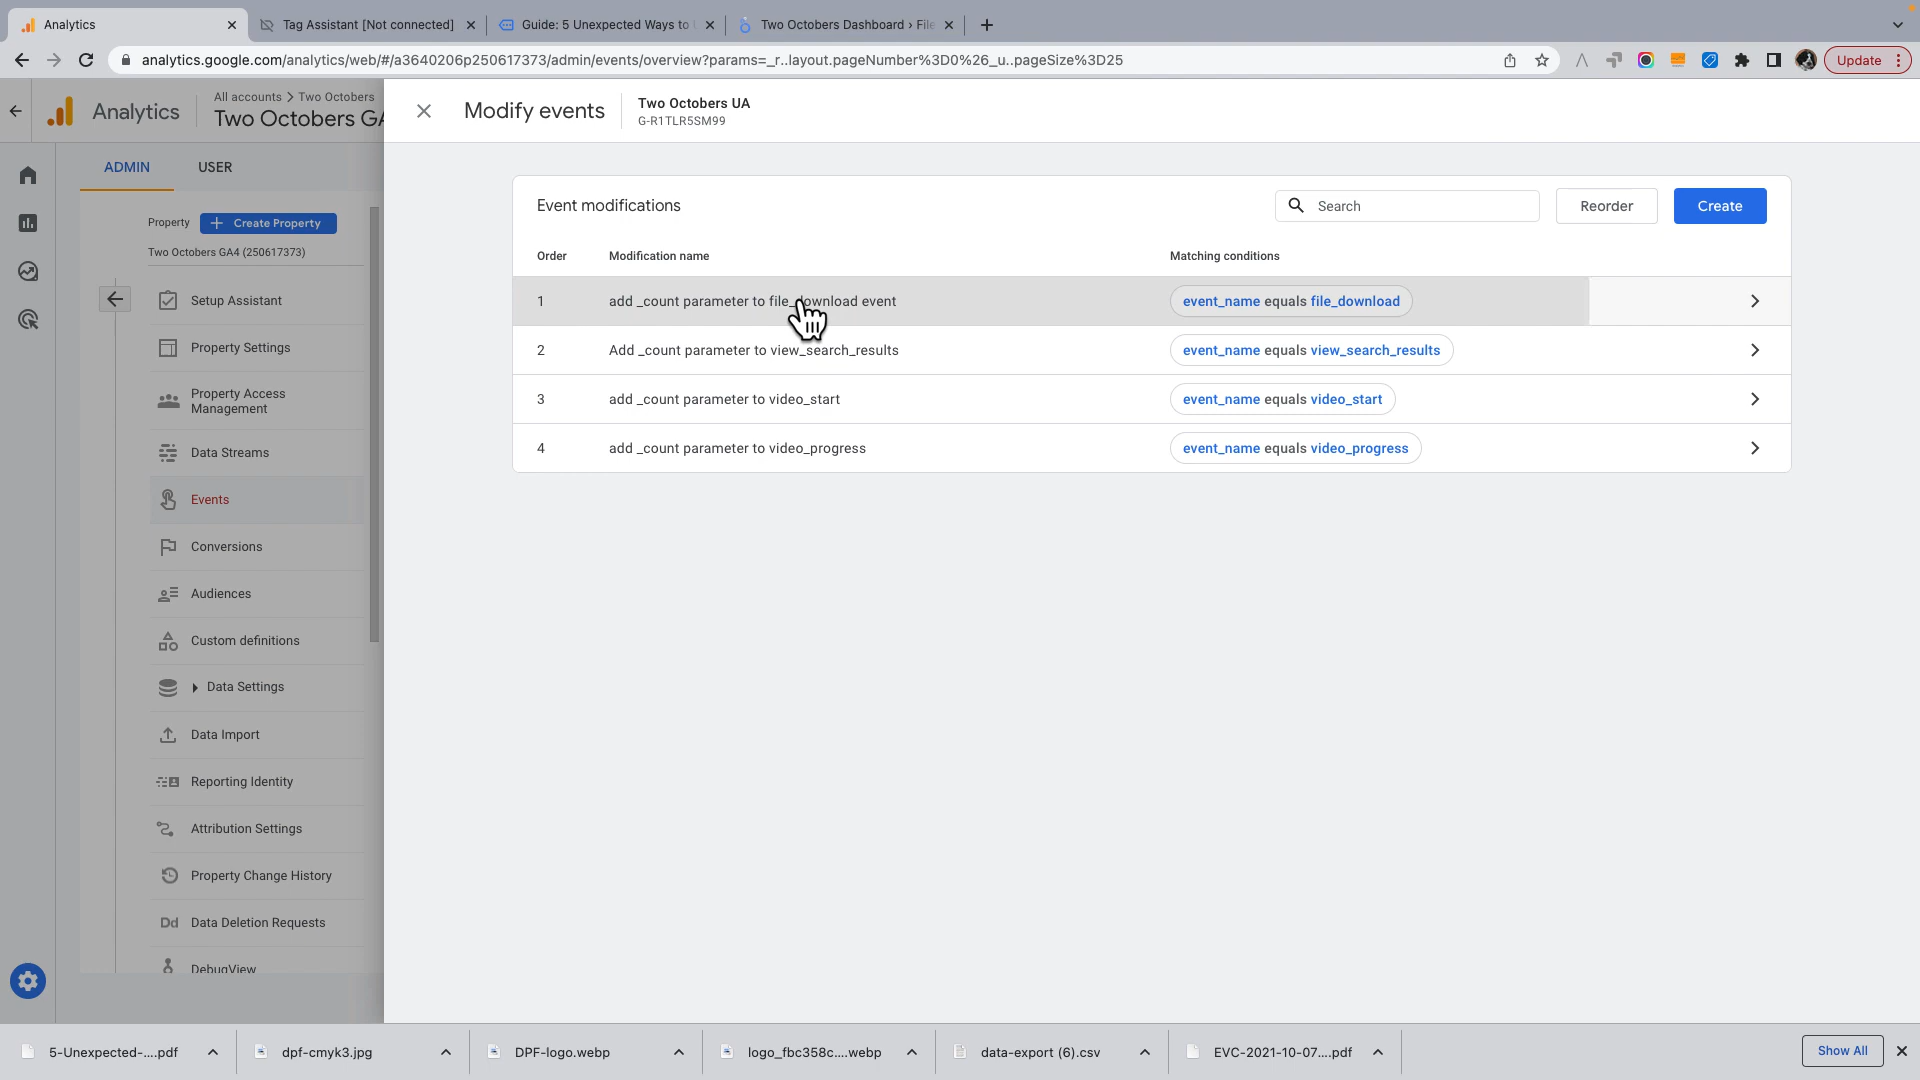 Analytics
Tag Assistant [Not connected]
Guide: 5 Unexpected Ways to
Two Octobers Dashboard › File
analytics.google.com/analytics/web/#/a3640206p250617373/admin/events/overview?params=_r..layout.pageNumber%3D0%26_u..pageSize%3D25
Update
Analytics
All accounts > Two Octobers
Two Octobers GA
Modify events
Two Octobers UA
G-R1TLR5SM99
ADMIN
USER
Property
Create Property
Two Octobers GA4 (250617373)
Setup Assistant
Property Settings
Property Access
Management
Data Streams
Events
Conversions
Audiences
Custom definitions
Data Settings
Data Import
Reporting Identity
Attribution Settings
Property Change History
Dd Data Deletion Requests
DebugView
Event modifications
Search
Reorder
Create
Order
Modification name
Matching conditions
1 add _count parameter to file_download event event_name equals file_download
2 Add _count parameter to view_search_results event_name equals view_search_results
3 add _count parameter to video_start event_name equals video_start
4 add _count parameter to video_progress event_name equals video_progress
5-Unexpected-....pdf
dpf-cmyk3.jpg
DPF-logo.webp
logo_fbc358c....webp
data-export (6).csv
EVC-2021-10-07....pdf
Show All